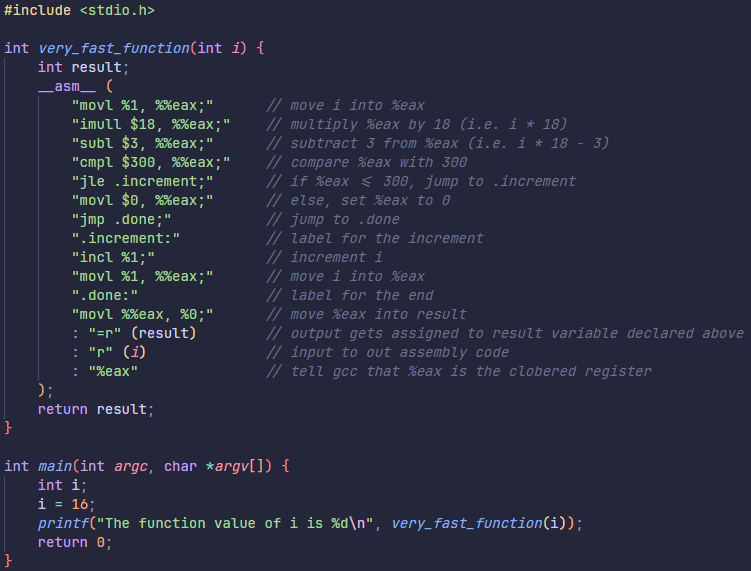 #include <stdio.h>

int very_fast_function(int i) {
    int result;
    __asm__ (
        "movl %1, %%eax;"      // move i into %eax
        "imull $18, %%eax;"    // multiply %eax by 18 (i.e. i * 18)
        "subl $3, %%eax;"      // subtract 3 from %eax (i.e. i * 18 - 3)
        "cmpl $300, %%eax;"    // compare %eax with 300
        "jle .increment;"      // if %eax <= 300, jump to .increment
        "movl $0, %%eax;"      // else, set %eax to 0
        "jmp .done;"           // jump to .done
        ".increment:"          // label for the increment
        "incl %1;"             // increment i
        "movl %1, %%eax;"      // move i into %eax
        ".done:"               // label for the end
        "movl %%eax, %0;"      // move %eax into result
        : "=r" (result)        // output gets assigned to result variable declared above
        : "r" (i)              // input to out assembly code
        : "%eax"               // tell gcc that %eax is the clobered register
    );
    return result;
}

int main(int argc, char *argv[]) {
    int i;
    i = 16;
    printf("The function value of i is %d\n", very_fast_function(i));
    return 0;
}